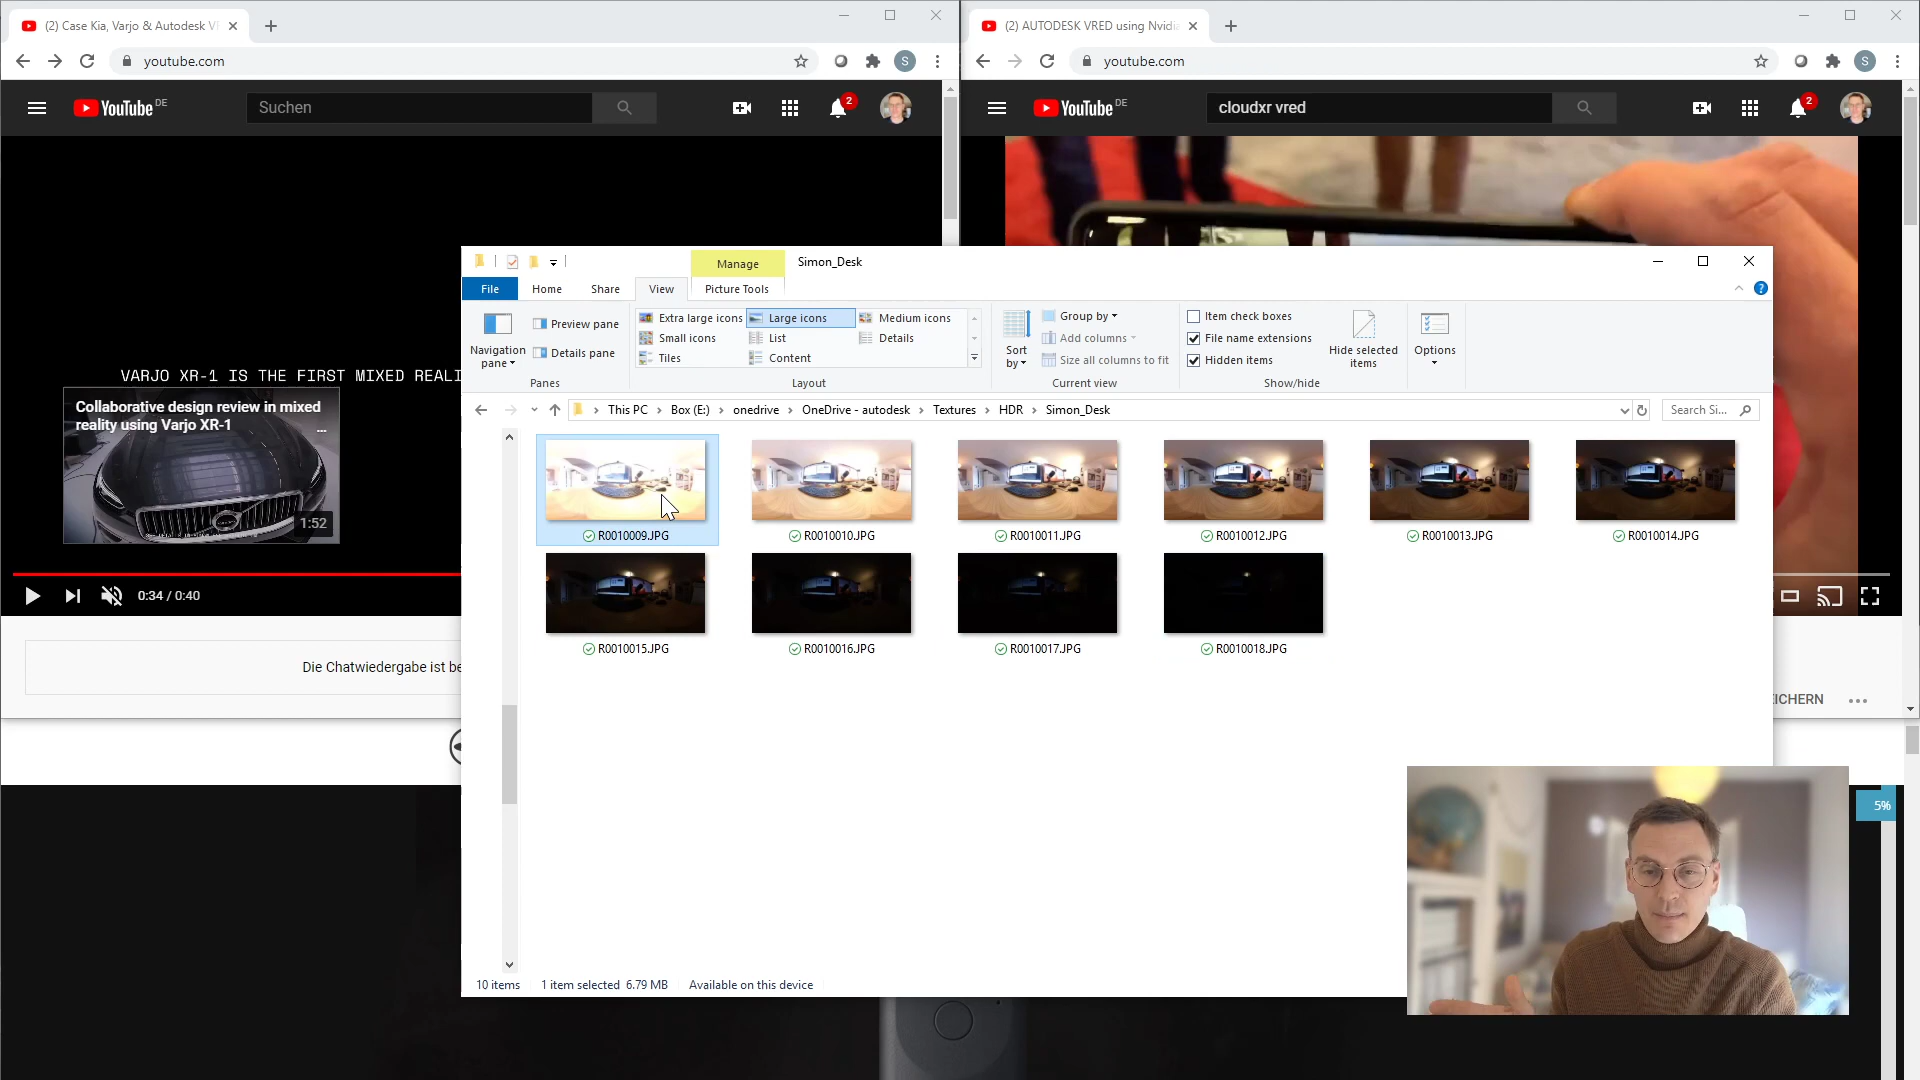 (2) Case Kia, Varjo & Autodesk VR
(2) AUTODESK VRED using Nvidia
youtube.com
S
youtube.com
S
YouTube DE
Suchen
2
YouTube DE
cloudxr vred
2
VARJO XR-1 IS THE FIRST MIXED REALI
Collaborative design review in mixed
reality using Varjo XR-1
...
1:52
0:34 / 0:40
Die Chatwiedergabe ist be
EICHERN
5%
Manage
Simon_Desk
File
Home
Share
View
Picture Tools
Navigation
pane
Preview pane
Details pane
Panes
Extra large icons
Large icons
Medium icons
Small icons
List
Details
Tiles
Content
Layout
Sort
by
Group by
Add columns
Size all columns to fit
Current view
Item check boxes
File name extensions
Hidden items
Hide selected
items
Show/hide
Options
This PC
Box (E:)
onedrive
OneDrive - autodesk
Textures
HDR
Simon_Desk
Search Si...
R0010009.JPG
R0010010.JPG
R0010011.JPG
R0010012.JPG
R0010013.JPG
R0010014.JPG
R0010015.JPG
R0010016.JPG
R0010017.JPG
R0010018.JPG
10 items
1 item selected 6.79 MB
Available on this device